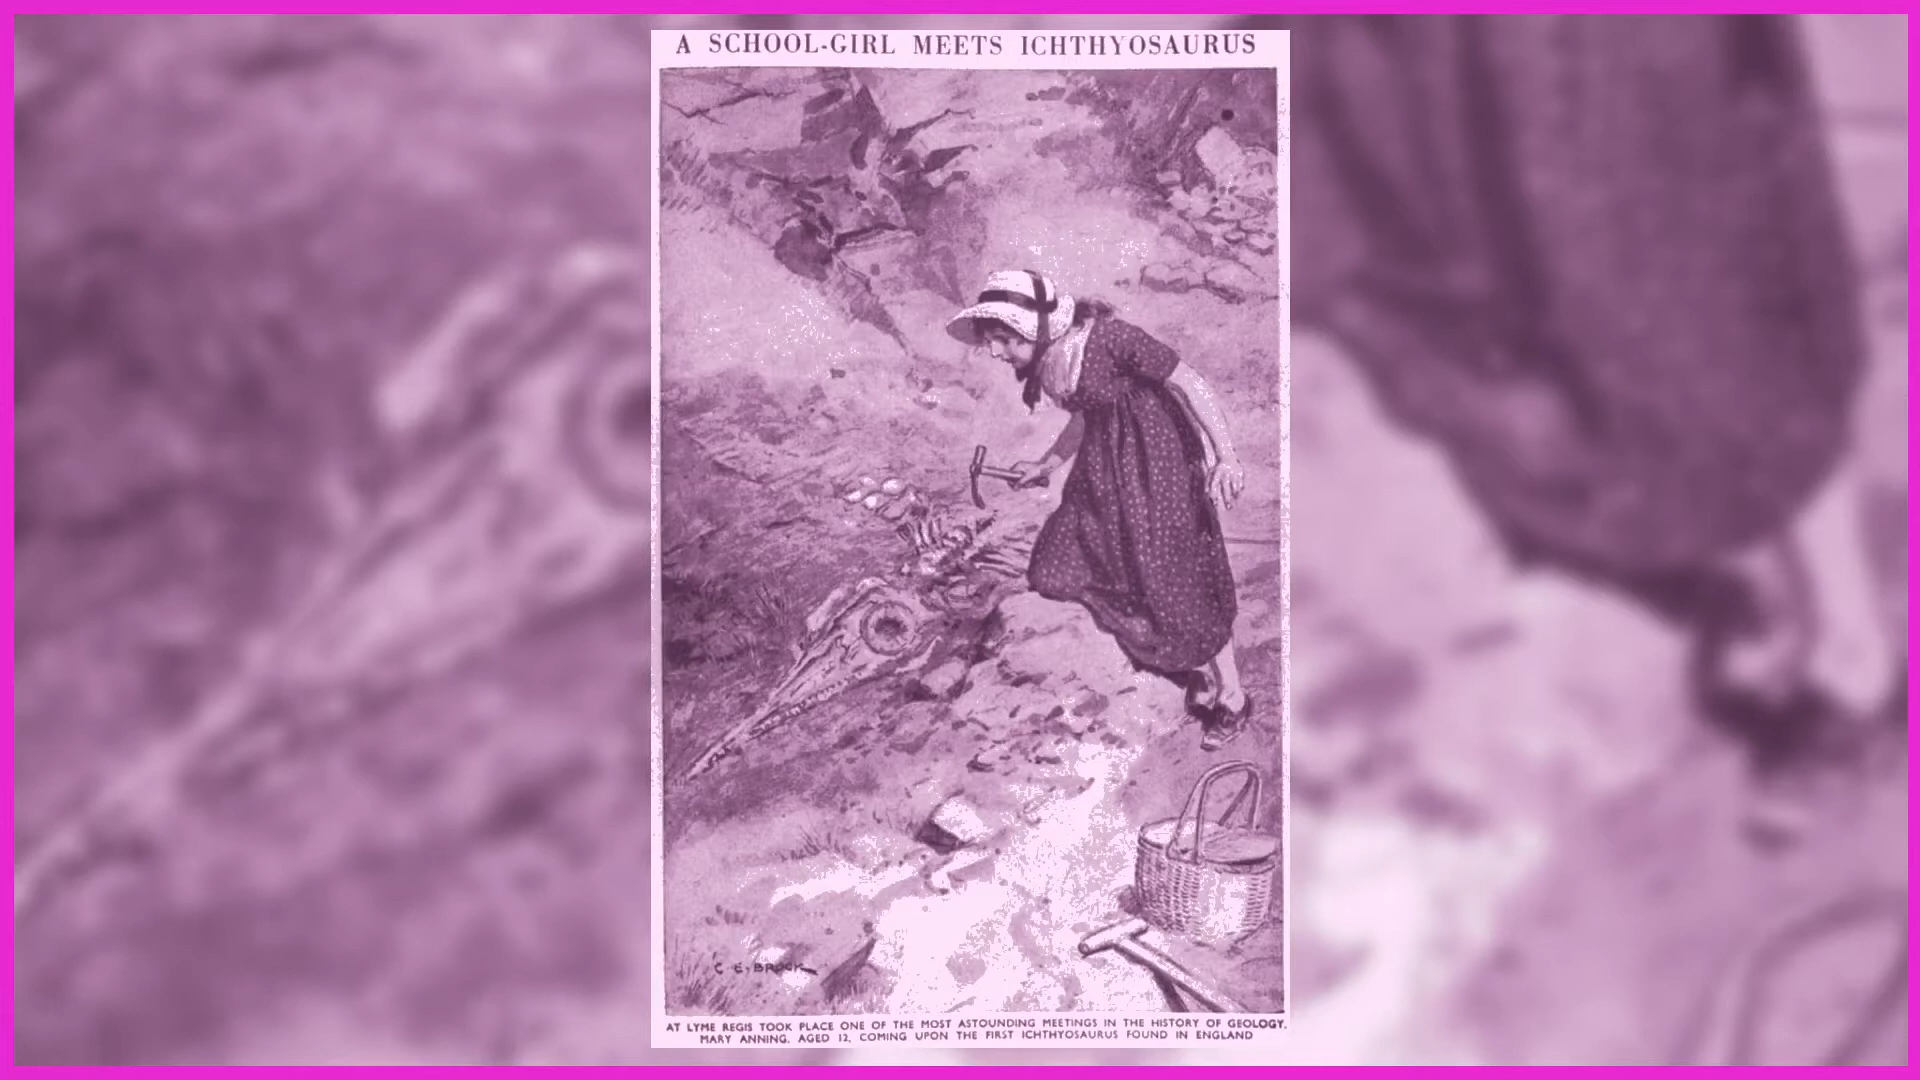 A SCHOOL-GIRL MEETS ICHTHYOSAURUS
C. E. BROCK
AT LYME REGIS TOOK PLACE ONE OF THE MOST ASTOUNDING MEETINGS IN THE HISTORY OF GEOLOGY.
MARY ANNING, AGED 12, COMING UPON THE FIRST ICHTHYOSAURUS FOUND IN ENGLAND